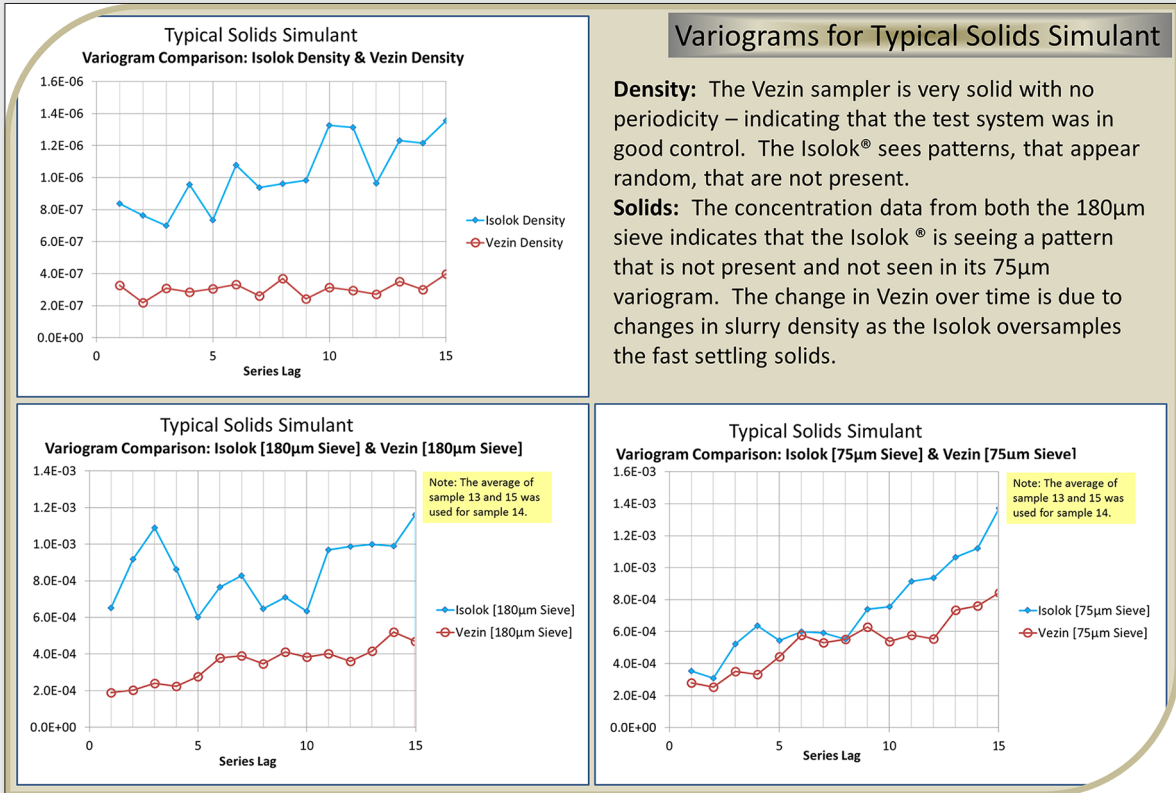 Variograms for Typical Solids Simulant
Typical Solids Simulant
Variogram Comparison: Isolok Density & Vezin Density
1.6E-06
1.4E-06
1.2E-06
1.0E-06
8.0E-07
6.0E-07
4.0E-07
2.0E-07
0.0E+00
0 5 10 15
Series Lag
Isolok Density
Vezin Density
Density: The Vezin sampler is very solid with no
periodicity – indicating that the test system was in
good control. The Isolok® sees patterns, that appear
random, that are not present.
Solids: The concentration data from both the 180µm
sieve indicates that the Isolok ® is seeing a pattern
that is not present and not seen in its 75µm
variogram. The change in Vezin over time is due to
changes in slurry density as the Isolok oversamples
the fast settling solids.
Typical Solids Simulant
Variogram Comparison: Isolok [180µm Sieve] & Vezin [180µm Sieve]
1.4E-03
1.2E-03
1.0E-03
8.0E-04
6.0E-04
4.0E-04
2.0E-04
0.0E+00
0 5 10 15
Series Lag
Note: The average of
sample 13 and 15 was
used for sample 14.
Isolok [180µm Sieve]
Vezin [180µm Sieve]
Typical Solids Simulant
Variogram Comparison: Isolok [75µm Sieve] & Vezin [75µm Sieve]
1.6E-03
1.4E-03
1.2E-03
1.0E-03
8.0E-04
6.0E-04
4.0E-04
2.0E-04
0.0E+00
0 5 10 15
Series Lag
Note: The average of
sample 13 and 15 was
used for sample 14.
Isolok [75µm Sieve]
Vezin [75µm Sieve]